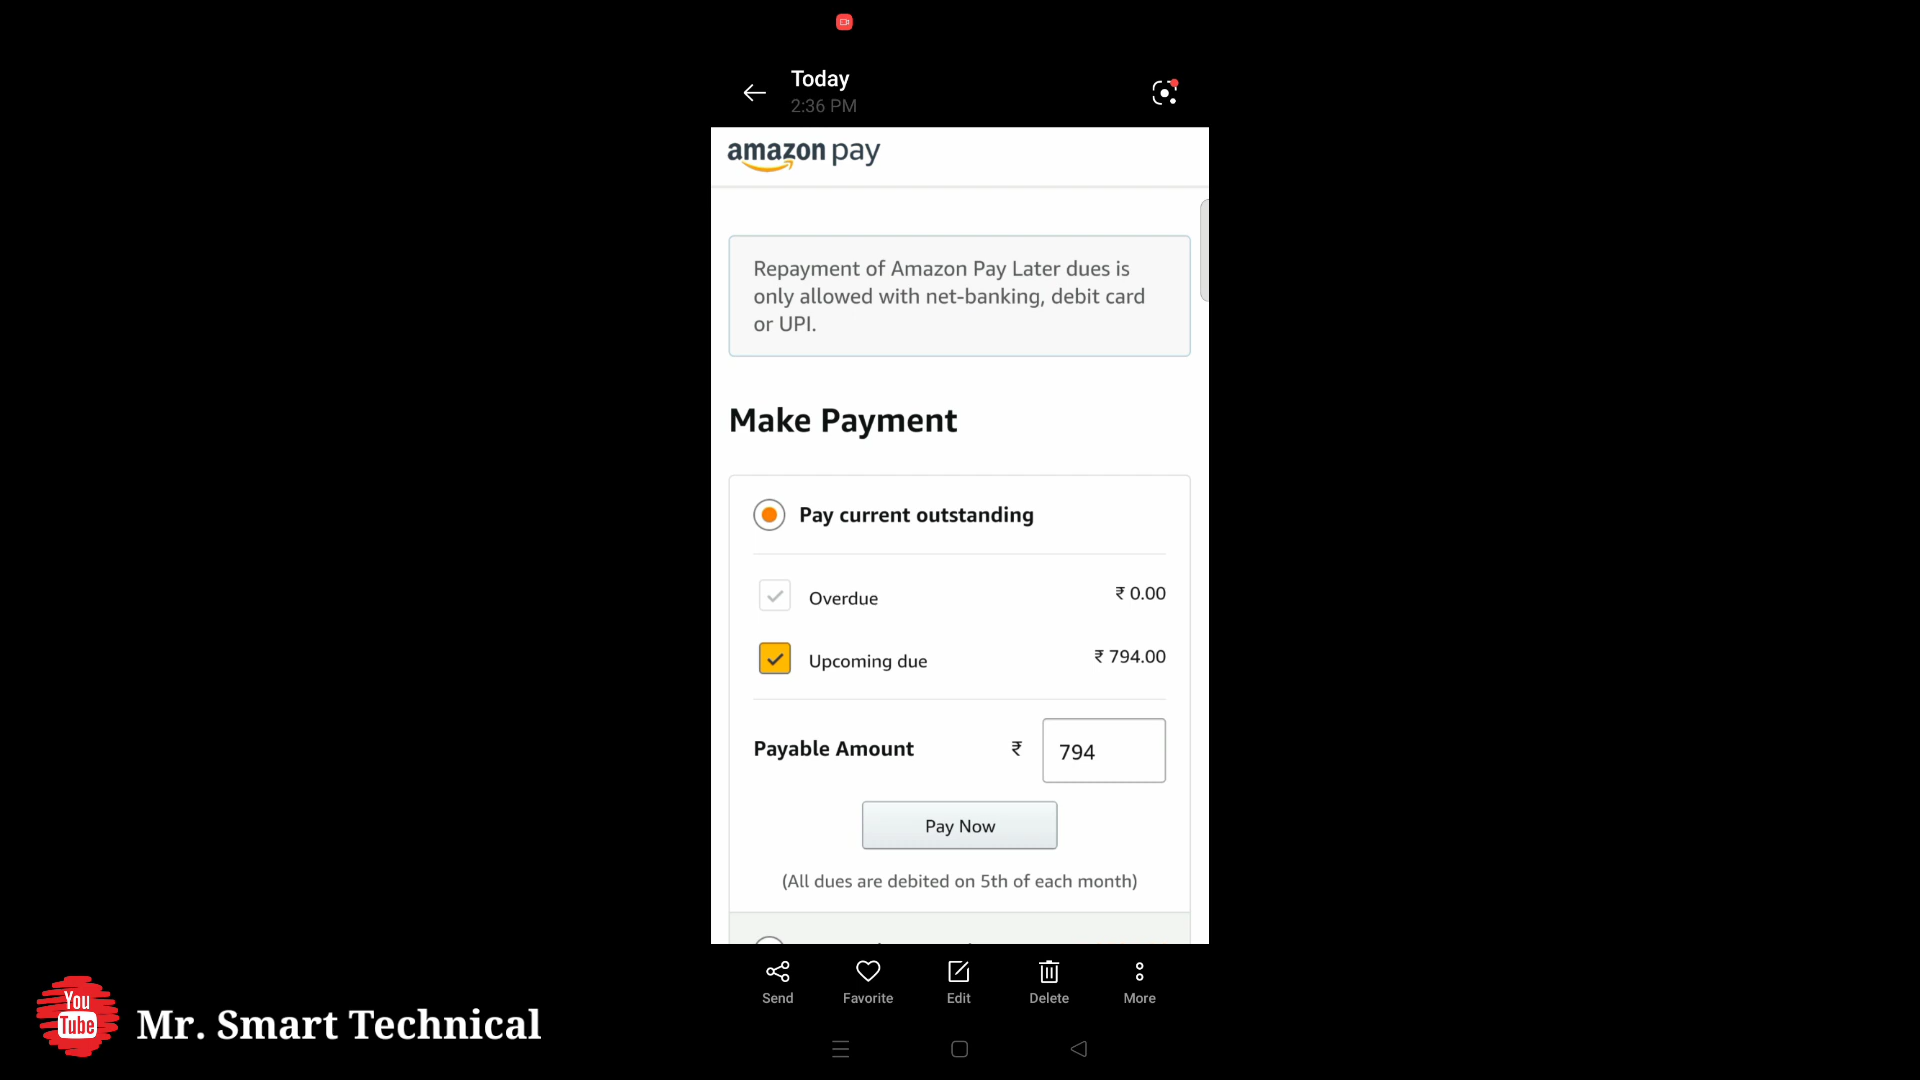 Today
2:36 PM
amazon pay
Repayment of Amazon Pay Later dues is
only allowed with net-banking, debit card
or UPI.
Make Payment
Pay current outstanding
Overdue ₹ 0.00
Upcoming due ₹ 794.00
Payable Amount ₹ 794
Pay Now
(All dues are debited on 5th of each month)
Send Favorite Edit Delete More
You
Tube
Mr. Smart Technical